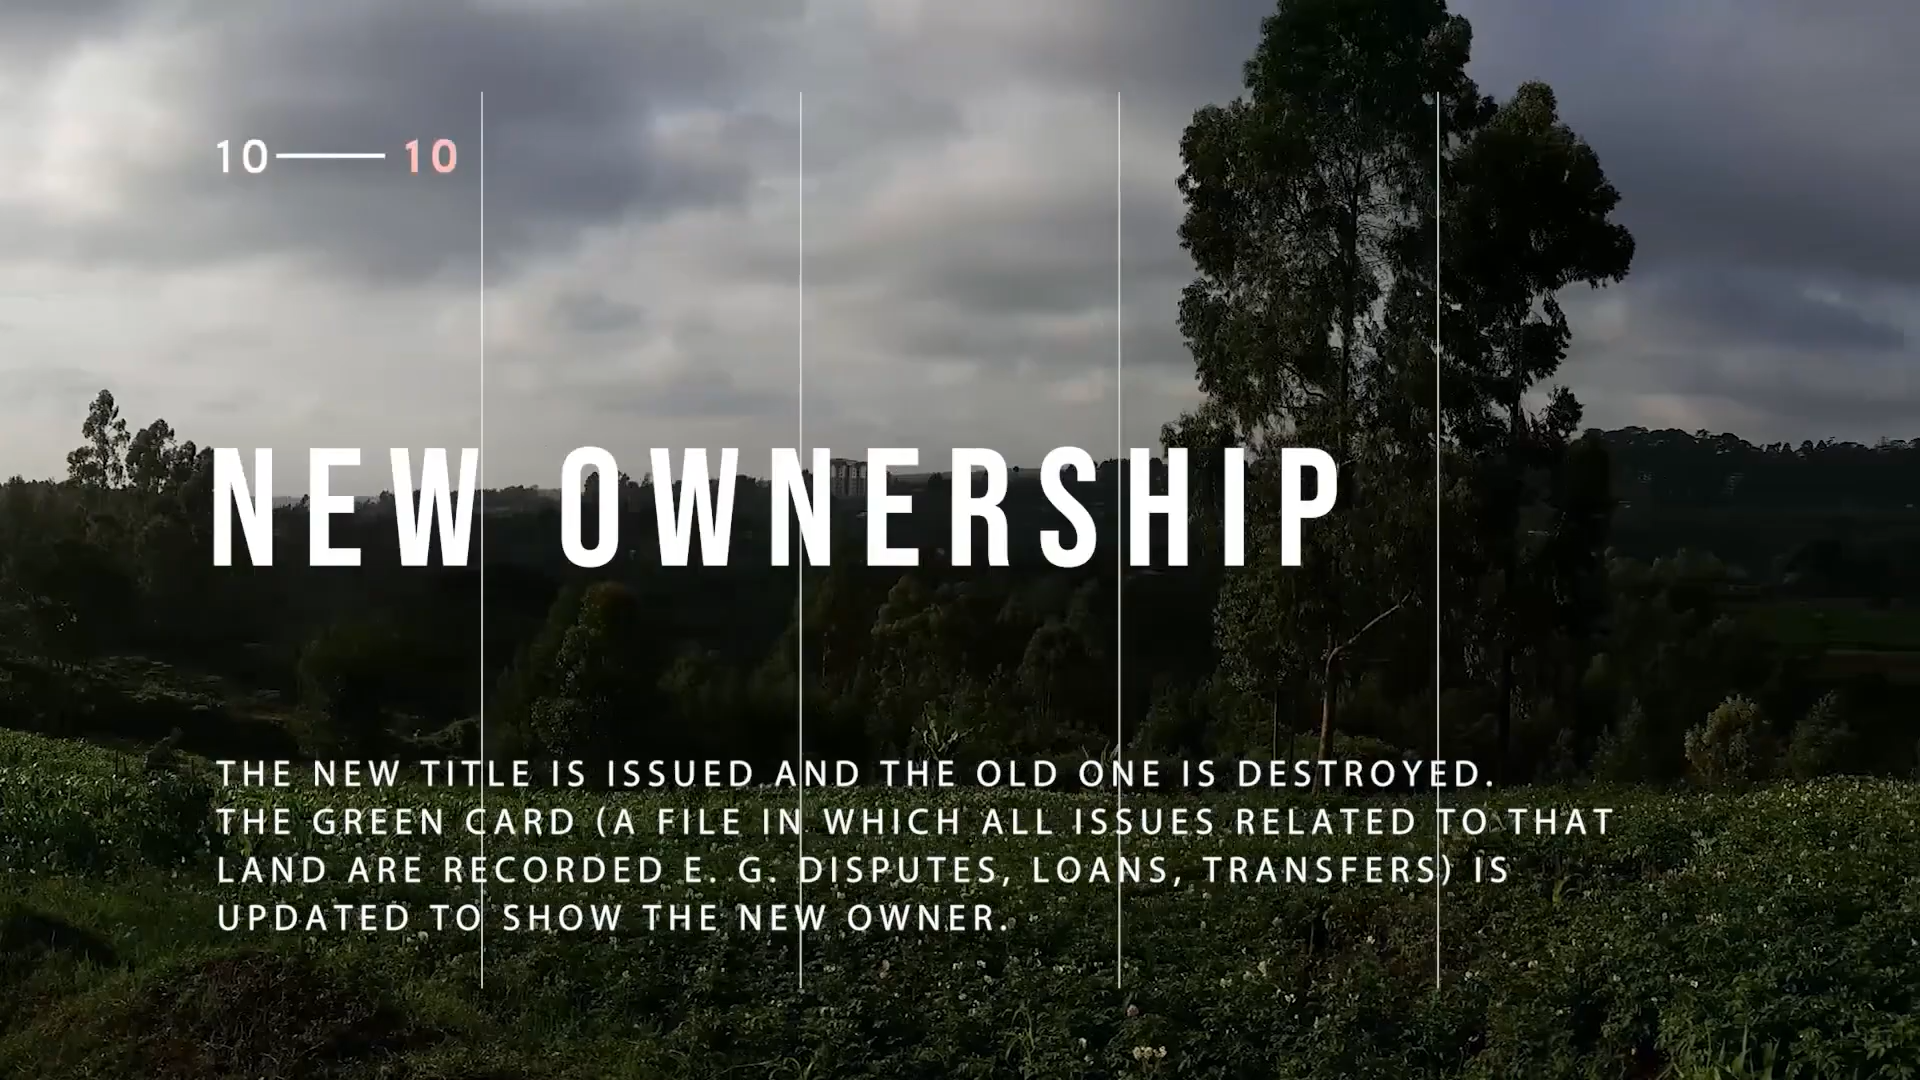 10 10
NEW OWNERSHIP
THE NEW TITLE IS ISSUED AND THE OLD ONE IS DESTROYED.
THE GREEN CARD (A FILE IN WHICH ALL ISSUES RELATED TO THAT
LAND ARE RECORDED E. G. DISPUTES, LOANS, TRANSFERS) IS
UPDATED TO SHOW THE NEW OWNER.